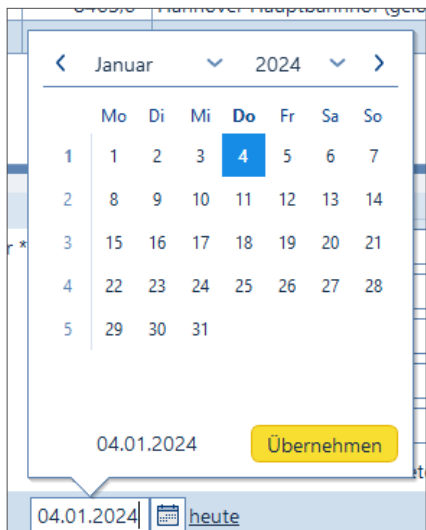 Hannover Hauptbahnhof
Januar 2024
Mo Di Mi Do Fr Sa So
1 1 2 3 4 5 6 7
2 8 9 10 11 12 13 14
3 15 16 17 18 19 20 21
4 22 23 24 25 26 27 28
5 29 30 31
r *
04.01.2024 Übernehmen
04.01.2024 heute